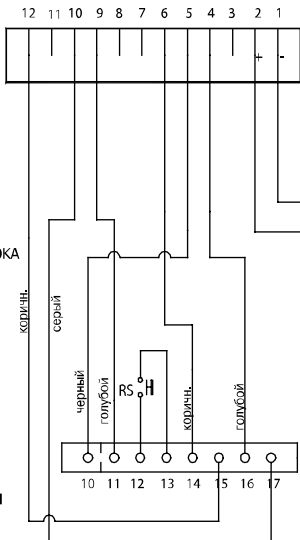 12 11 10 9 8 7 6 5 4 3 2 1
+ -
ОКА
коричн.
серый
черный
голубой
RS
коричн.
голубой
10 11 12 13 14 15 16 17